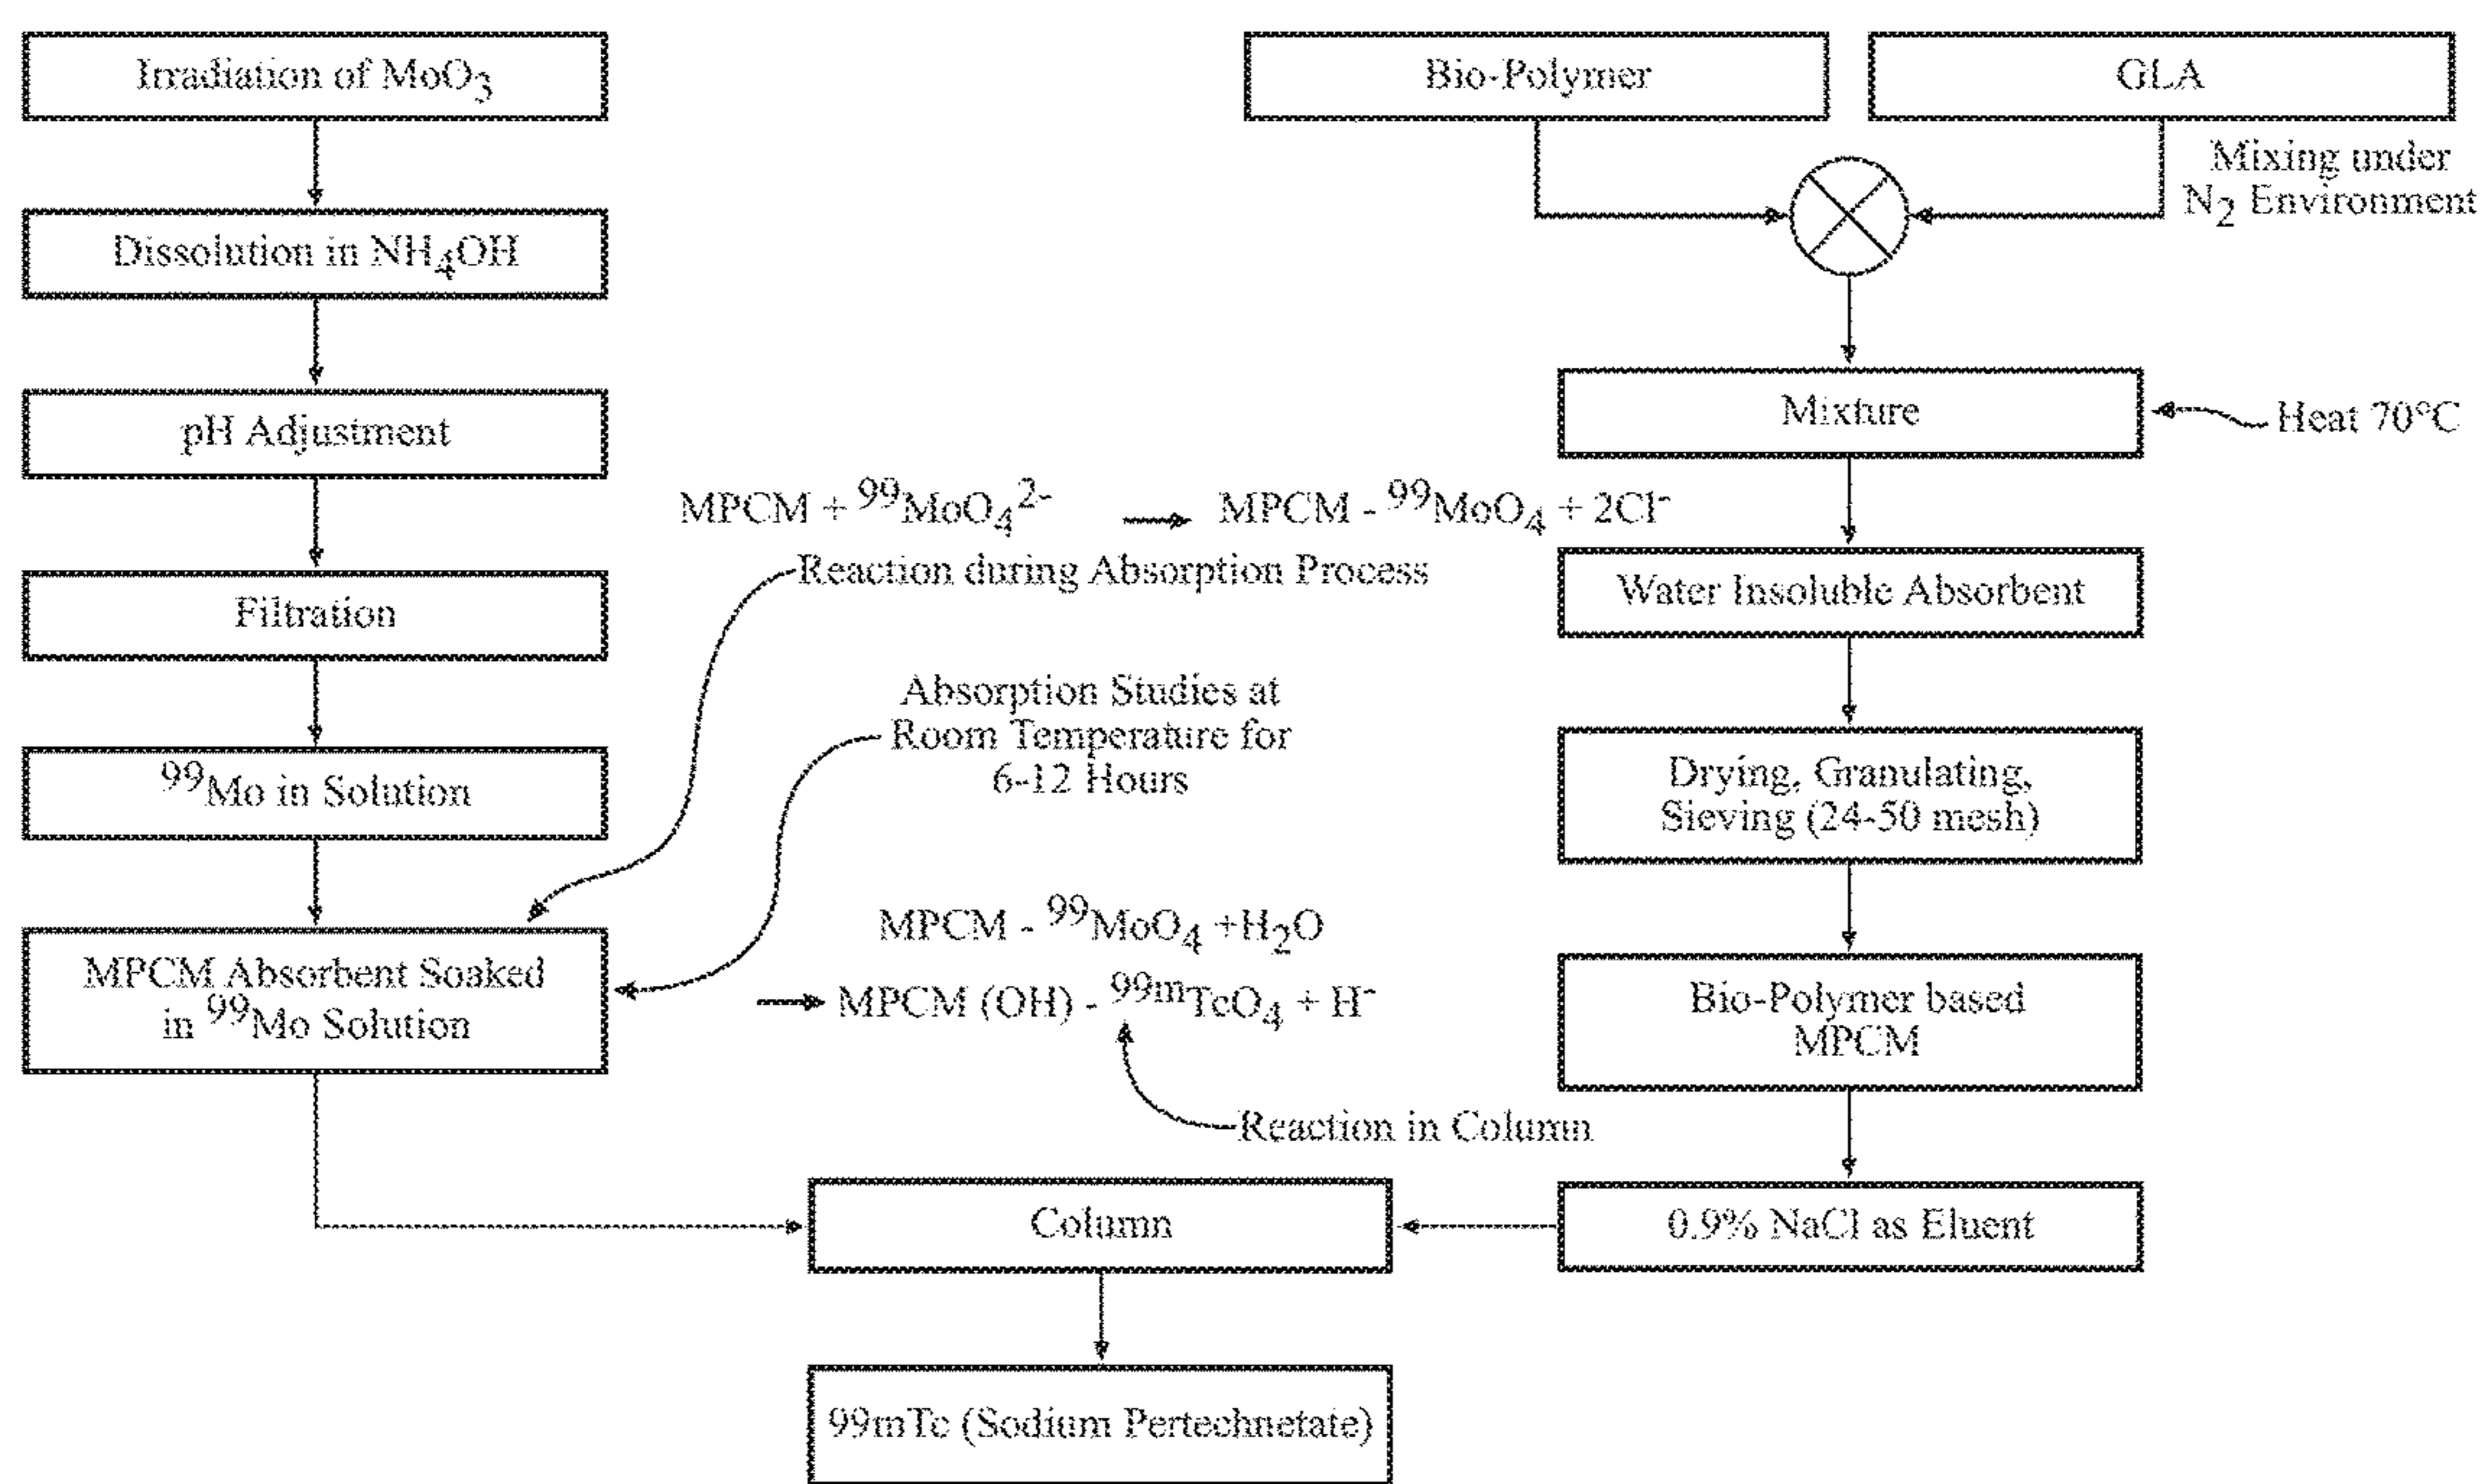 Irradiation of MoO3
Dissolution in NH4OH
pH Adjustment
Filtration
99Mo in Solution
MPCM Absorbent Soaked
in 99Mo Solution
Bio-Polymer
GLA
Mixing under
N2 Environment
Mixture
Heat 70°C
Water Insoluble Absorbent
Drying, Granulating,
Sieving (24-50 mesh)
Bio-Polymer based
MPCM
0.9% NaCl as Eluent
MPCM + 99MoO4 2- → MPCM - 99MoO4 + 2Cl-
Reaction during Absorption Process
Absorption Studies at
Room Temperature for
6-12 Hours
MPCM - 99MoO4 +H2O
→ MPCM (OH) - 99mTcO4 + H-
Reaction in Column
Column
99mTc (Sodium Pertechnetate)